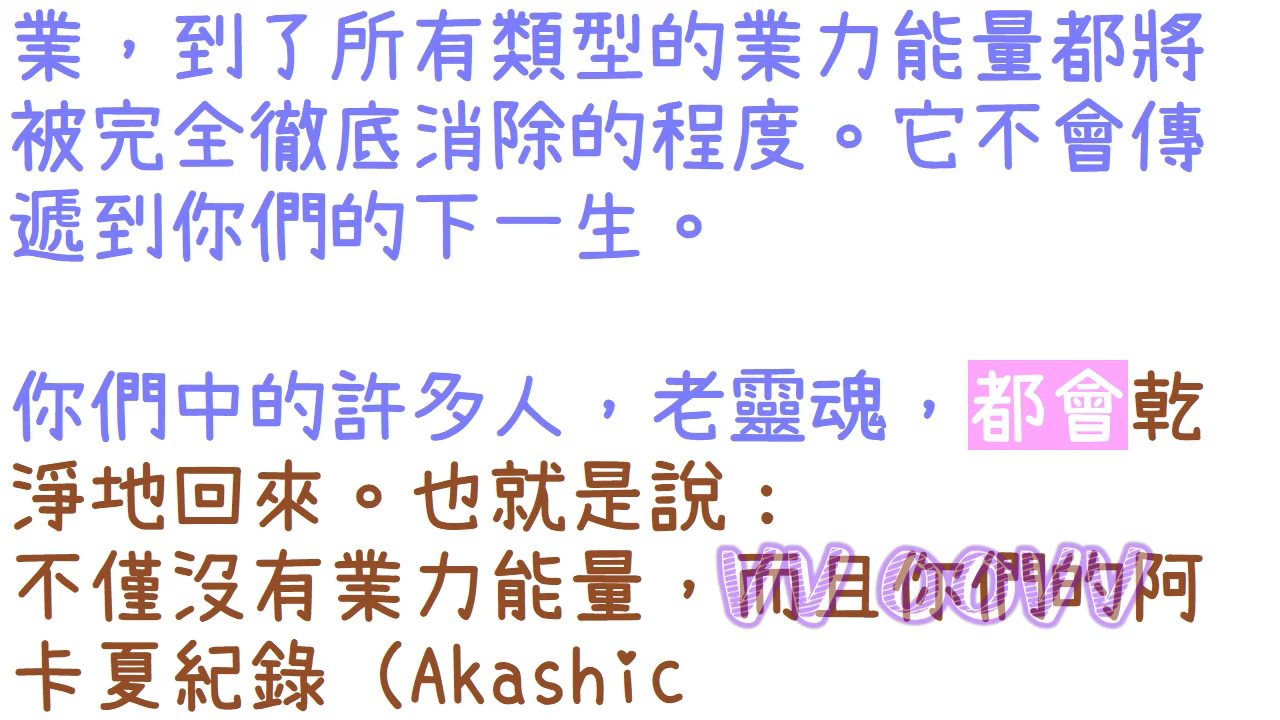 業，到了所有類型的業力能量都將
被完全徹底消除的程度。它不會傳
遞到你們的下一生。
你們中的許多人，老靈魂，都會乾
淨地回來。也就是說：
不僅沒有業力能量，而且你們的阿
卡夏紀錄（Akashic